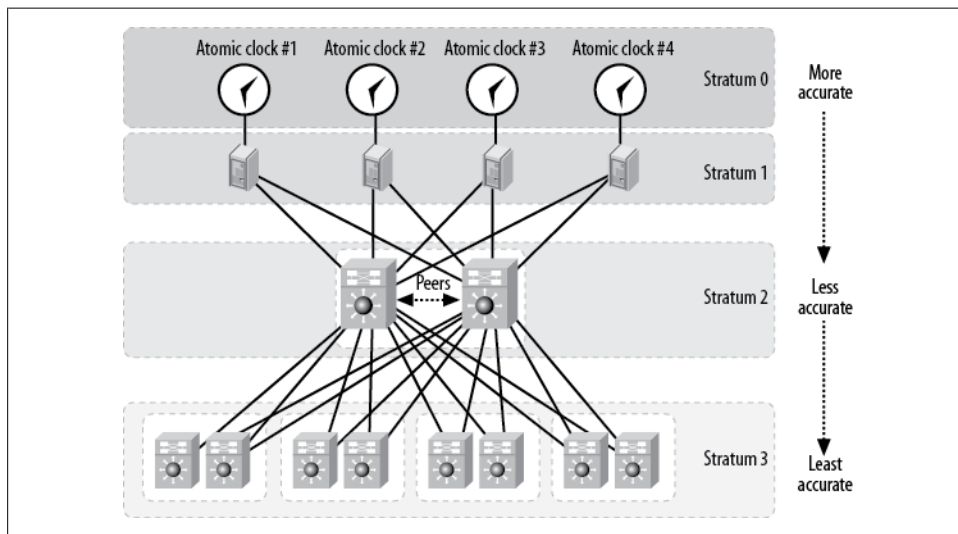 Atomic clock #1
Atomic clock #2
Atomic clock #3
Atomic clock #4
Stratum 0
More
accurate
Stratum 1
Peers
Stratum 2
Less
accurate
Stratum 3
Least
accurate